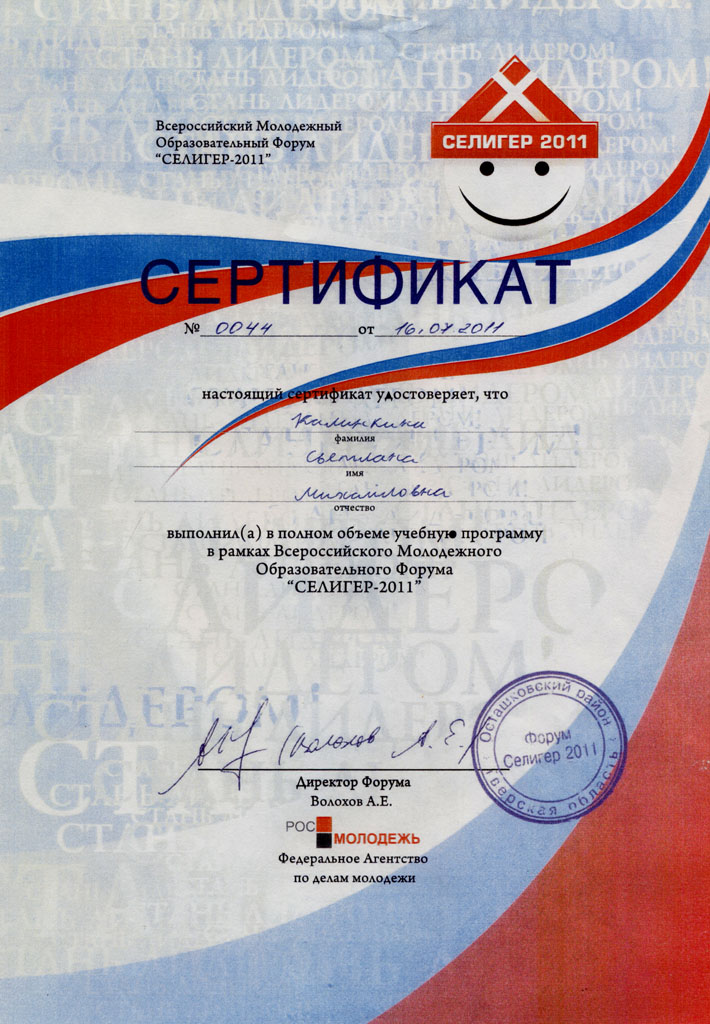 Всероссийский Молодежный
Образовательный Форум
“СЕЛИГЕР-2011”
СЕЛИГЕР 2011
СЕРТИФИКАТ
№ 0044 от 16.07.2011
настоящий сертификат удостоверяет, что
Калинкина
фамилия
Светлана
имя
Михайловна
отчество
выполнил(а) в полном объеме учебную программу
в рамках Всероссийского Молодежного
Образовательного Форума
“СЕЛИГЕР-2011”
(Волохов А.Е.)
Директор Форума
Волохов А.Е.
Осташковский район
Форум
Селигер 2011
Тверская область
РОС
МОЛОДЕЖЬ
Федеральное Агентство
по делам молодежи
СТАНЬ ЛИДЕРОМ!